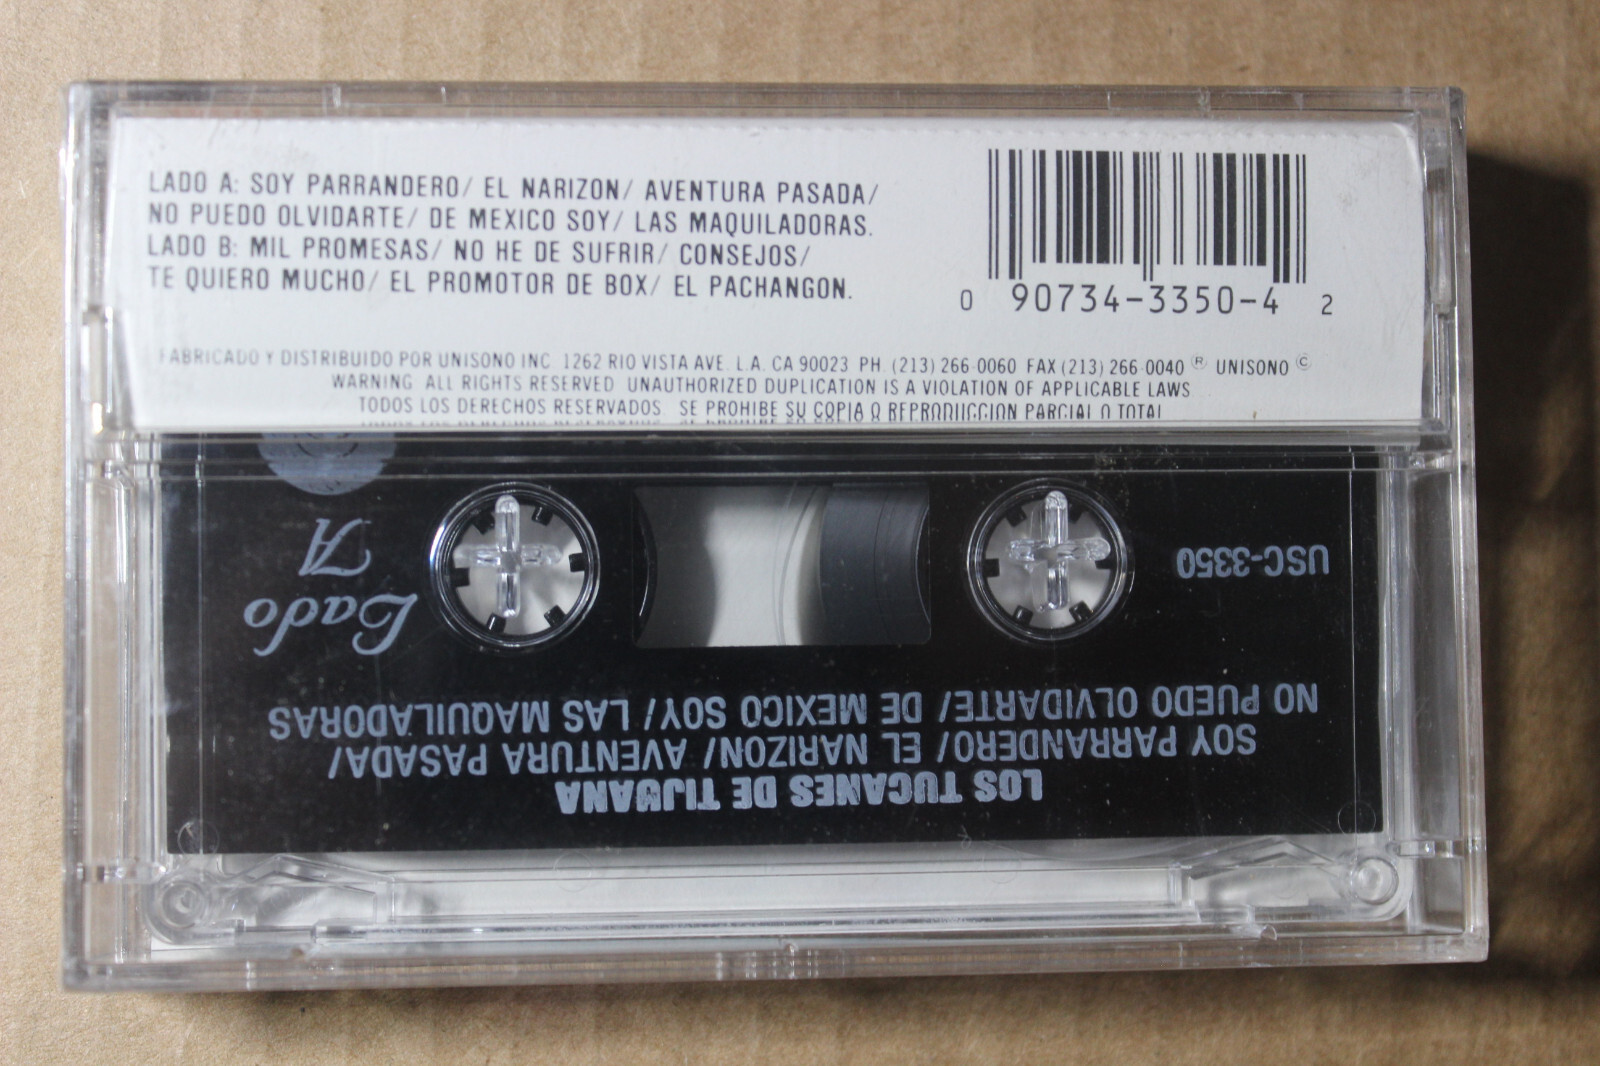 LADO A: SOY PARRANDERO/ EL NARIZON/ AVENTURA PASADA/
NO PUEDO OLVIDARTE/ DE MEXICO SOY/ LAS MAQUILADORAS.
LADO B: MIL PROMESAS/ NO HE DE SUFRIR/ CONSEJOS/
TE QUIERO MUCHO/ EL PROMOTOR DE BOX/ EL PACHANGON.
0 90734-3350-4 2
FABRICADO Y DISTRIBUIDO POR UNISONO INC. 1262 RIO VISTA AVE. L.A. CA 90023 PH. (213) 266-0060 FAX (213) 266-0040 ® UNISONO ©
WARNING ALL RIGHTS RESERVED UNAUTHORIZED DUPLICATION IS A VIOLATION OF APPLICABLE LAWS
TODOS LOS DERECHOS RESERVADOS. SE PROHIBE SU COPIA O REPRODUCCION PARCIAL O TOTAL
LOS TUCANES DE TIJUANA
SOY PARRANDERO/ EL NARIZON/ AVENTURA PASADA/
NO PUEDO OLVIDARTE/ DE MEXICO SOY/ LAS MAQUILADORAS
USC-3350
Lado
A